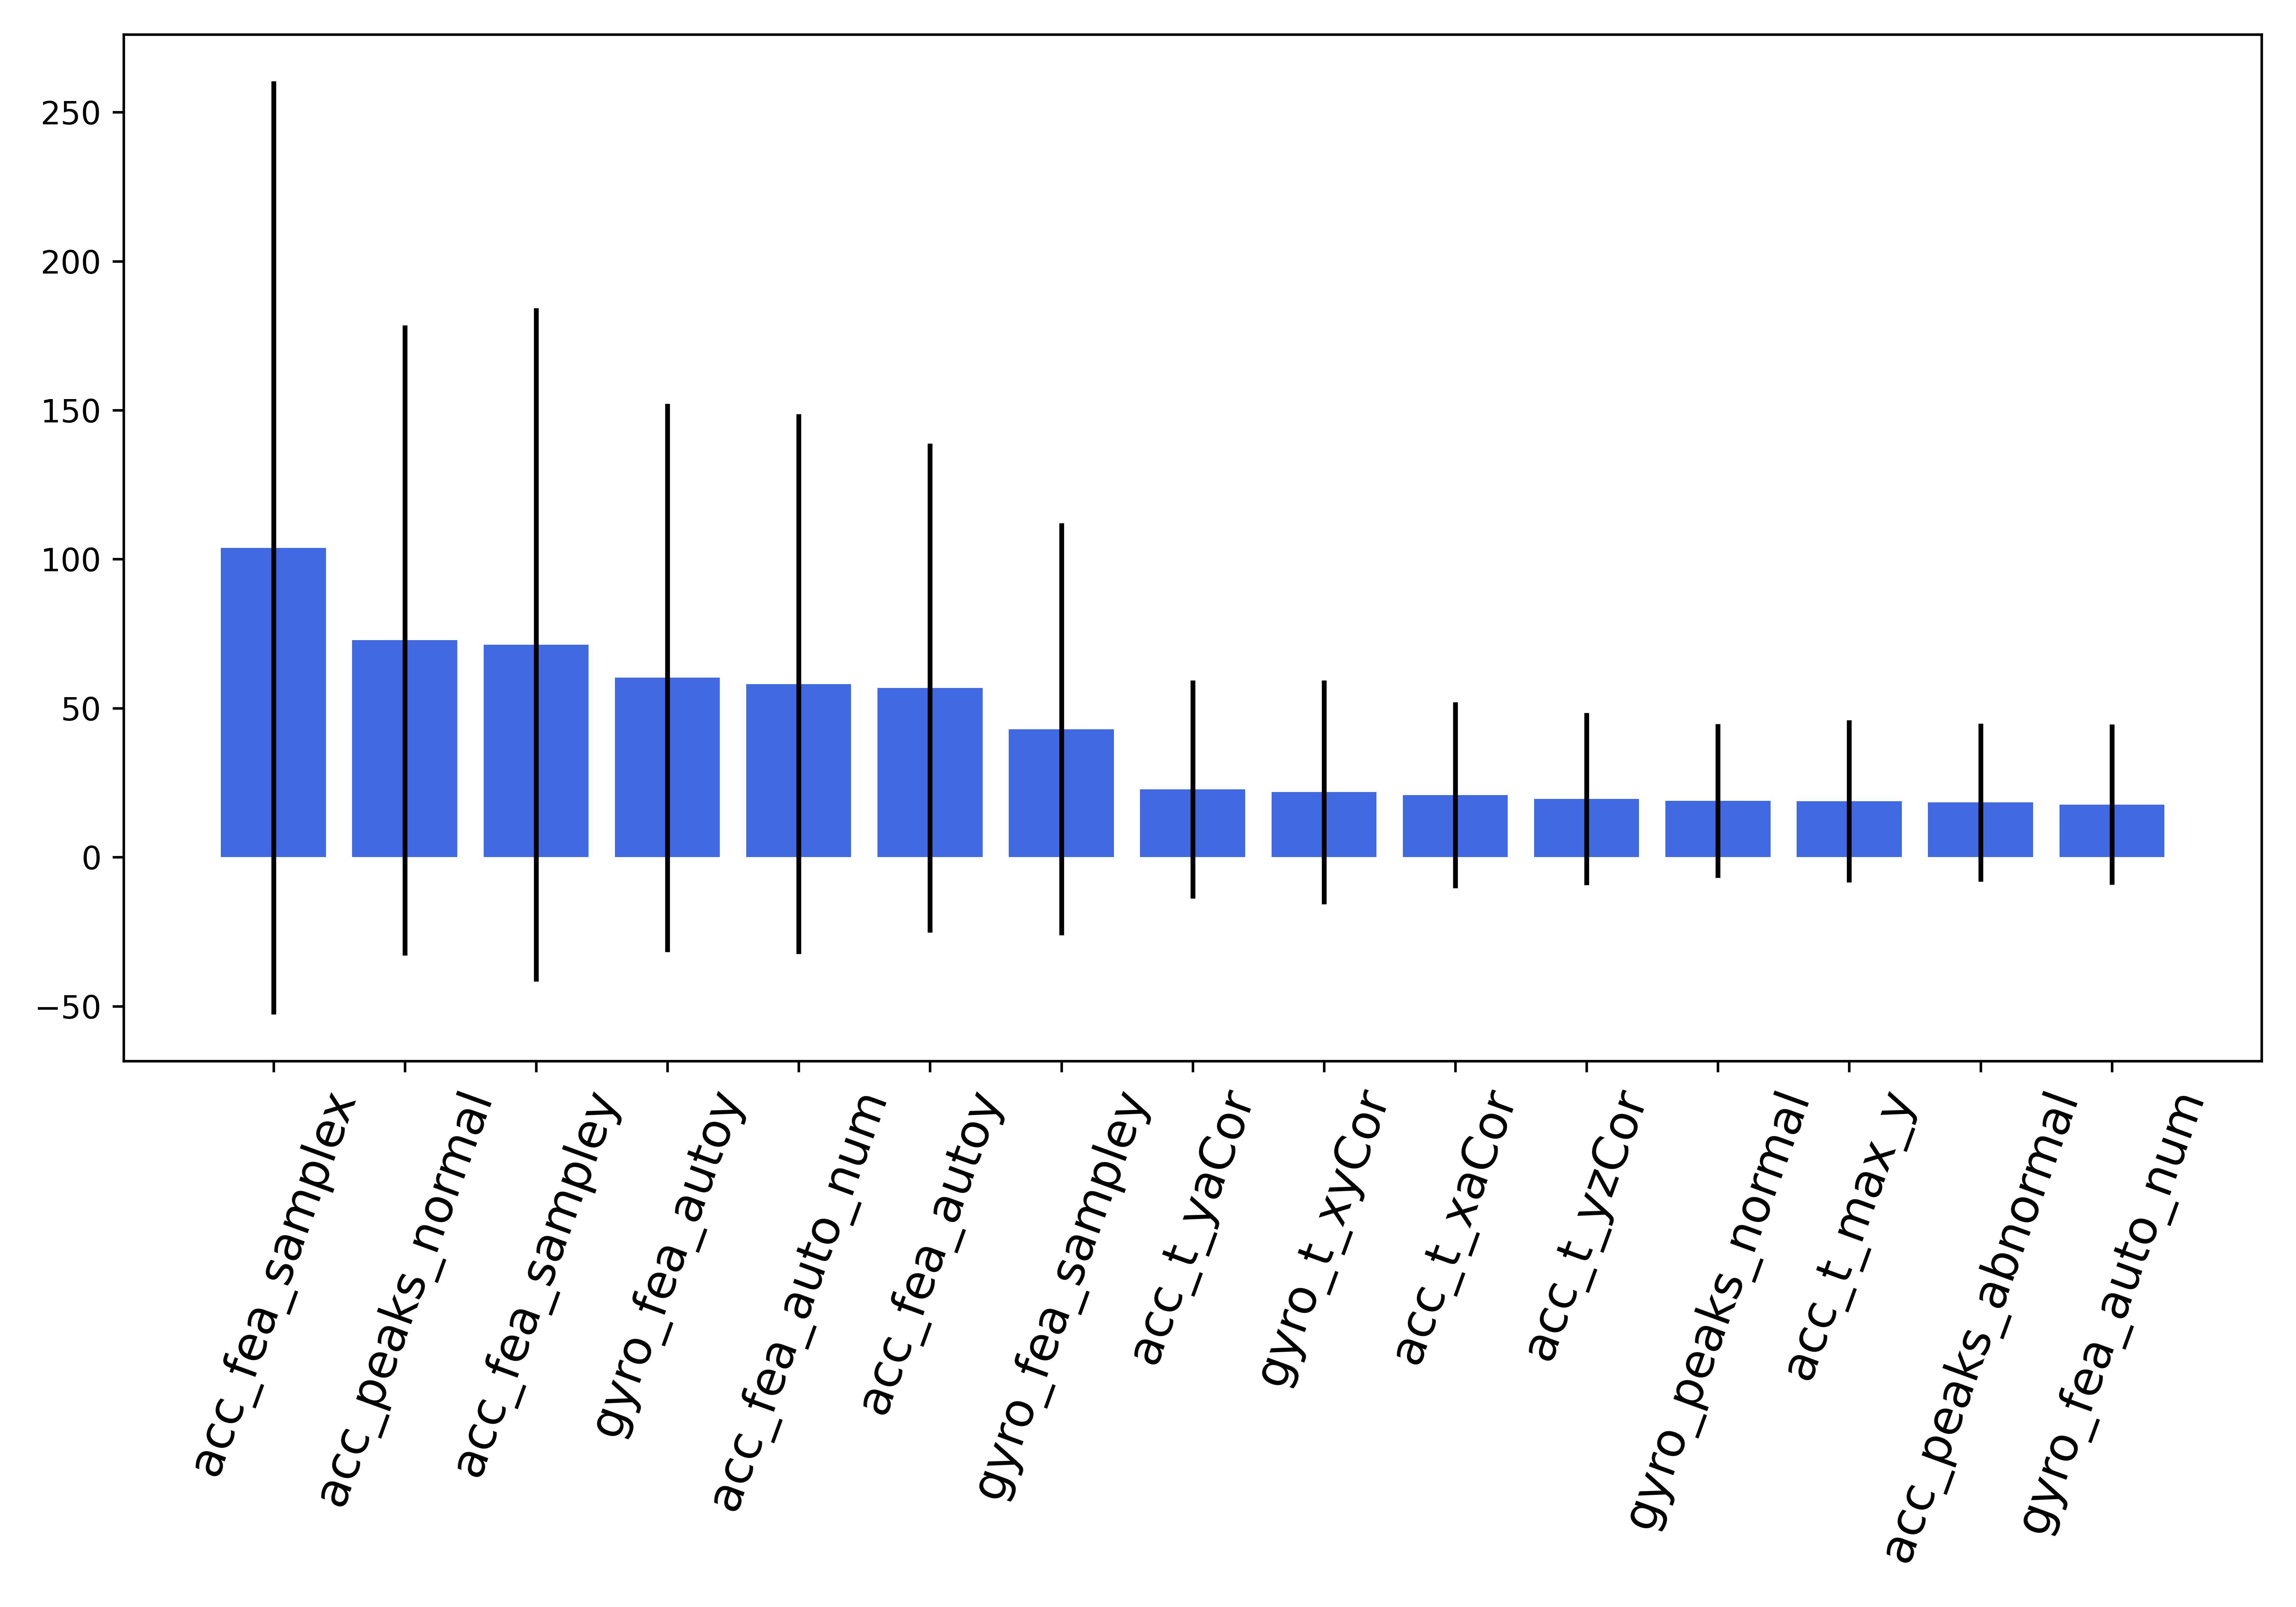 250
200
150
100
50
0
−50
acc_fea_samplex
acc_peaks_normal
acc_fea_sampley
gyro_fea_autoy
acc_fea_auto_num
acc_fea_autoy
gyro_fea_sampley
acc_t_yaCor
gyro_t_xyCor
acc_t_xaCor
acc_t_yzCor
gyro_peaks_normal
acc_t_max_y
acc_peaks_abnormal
gyro_fea_auto_num